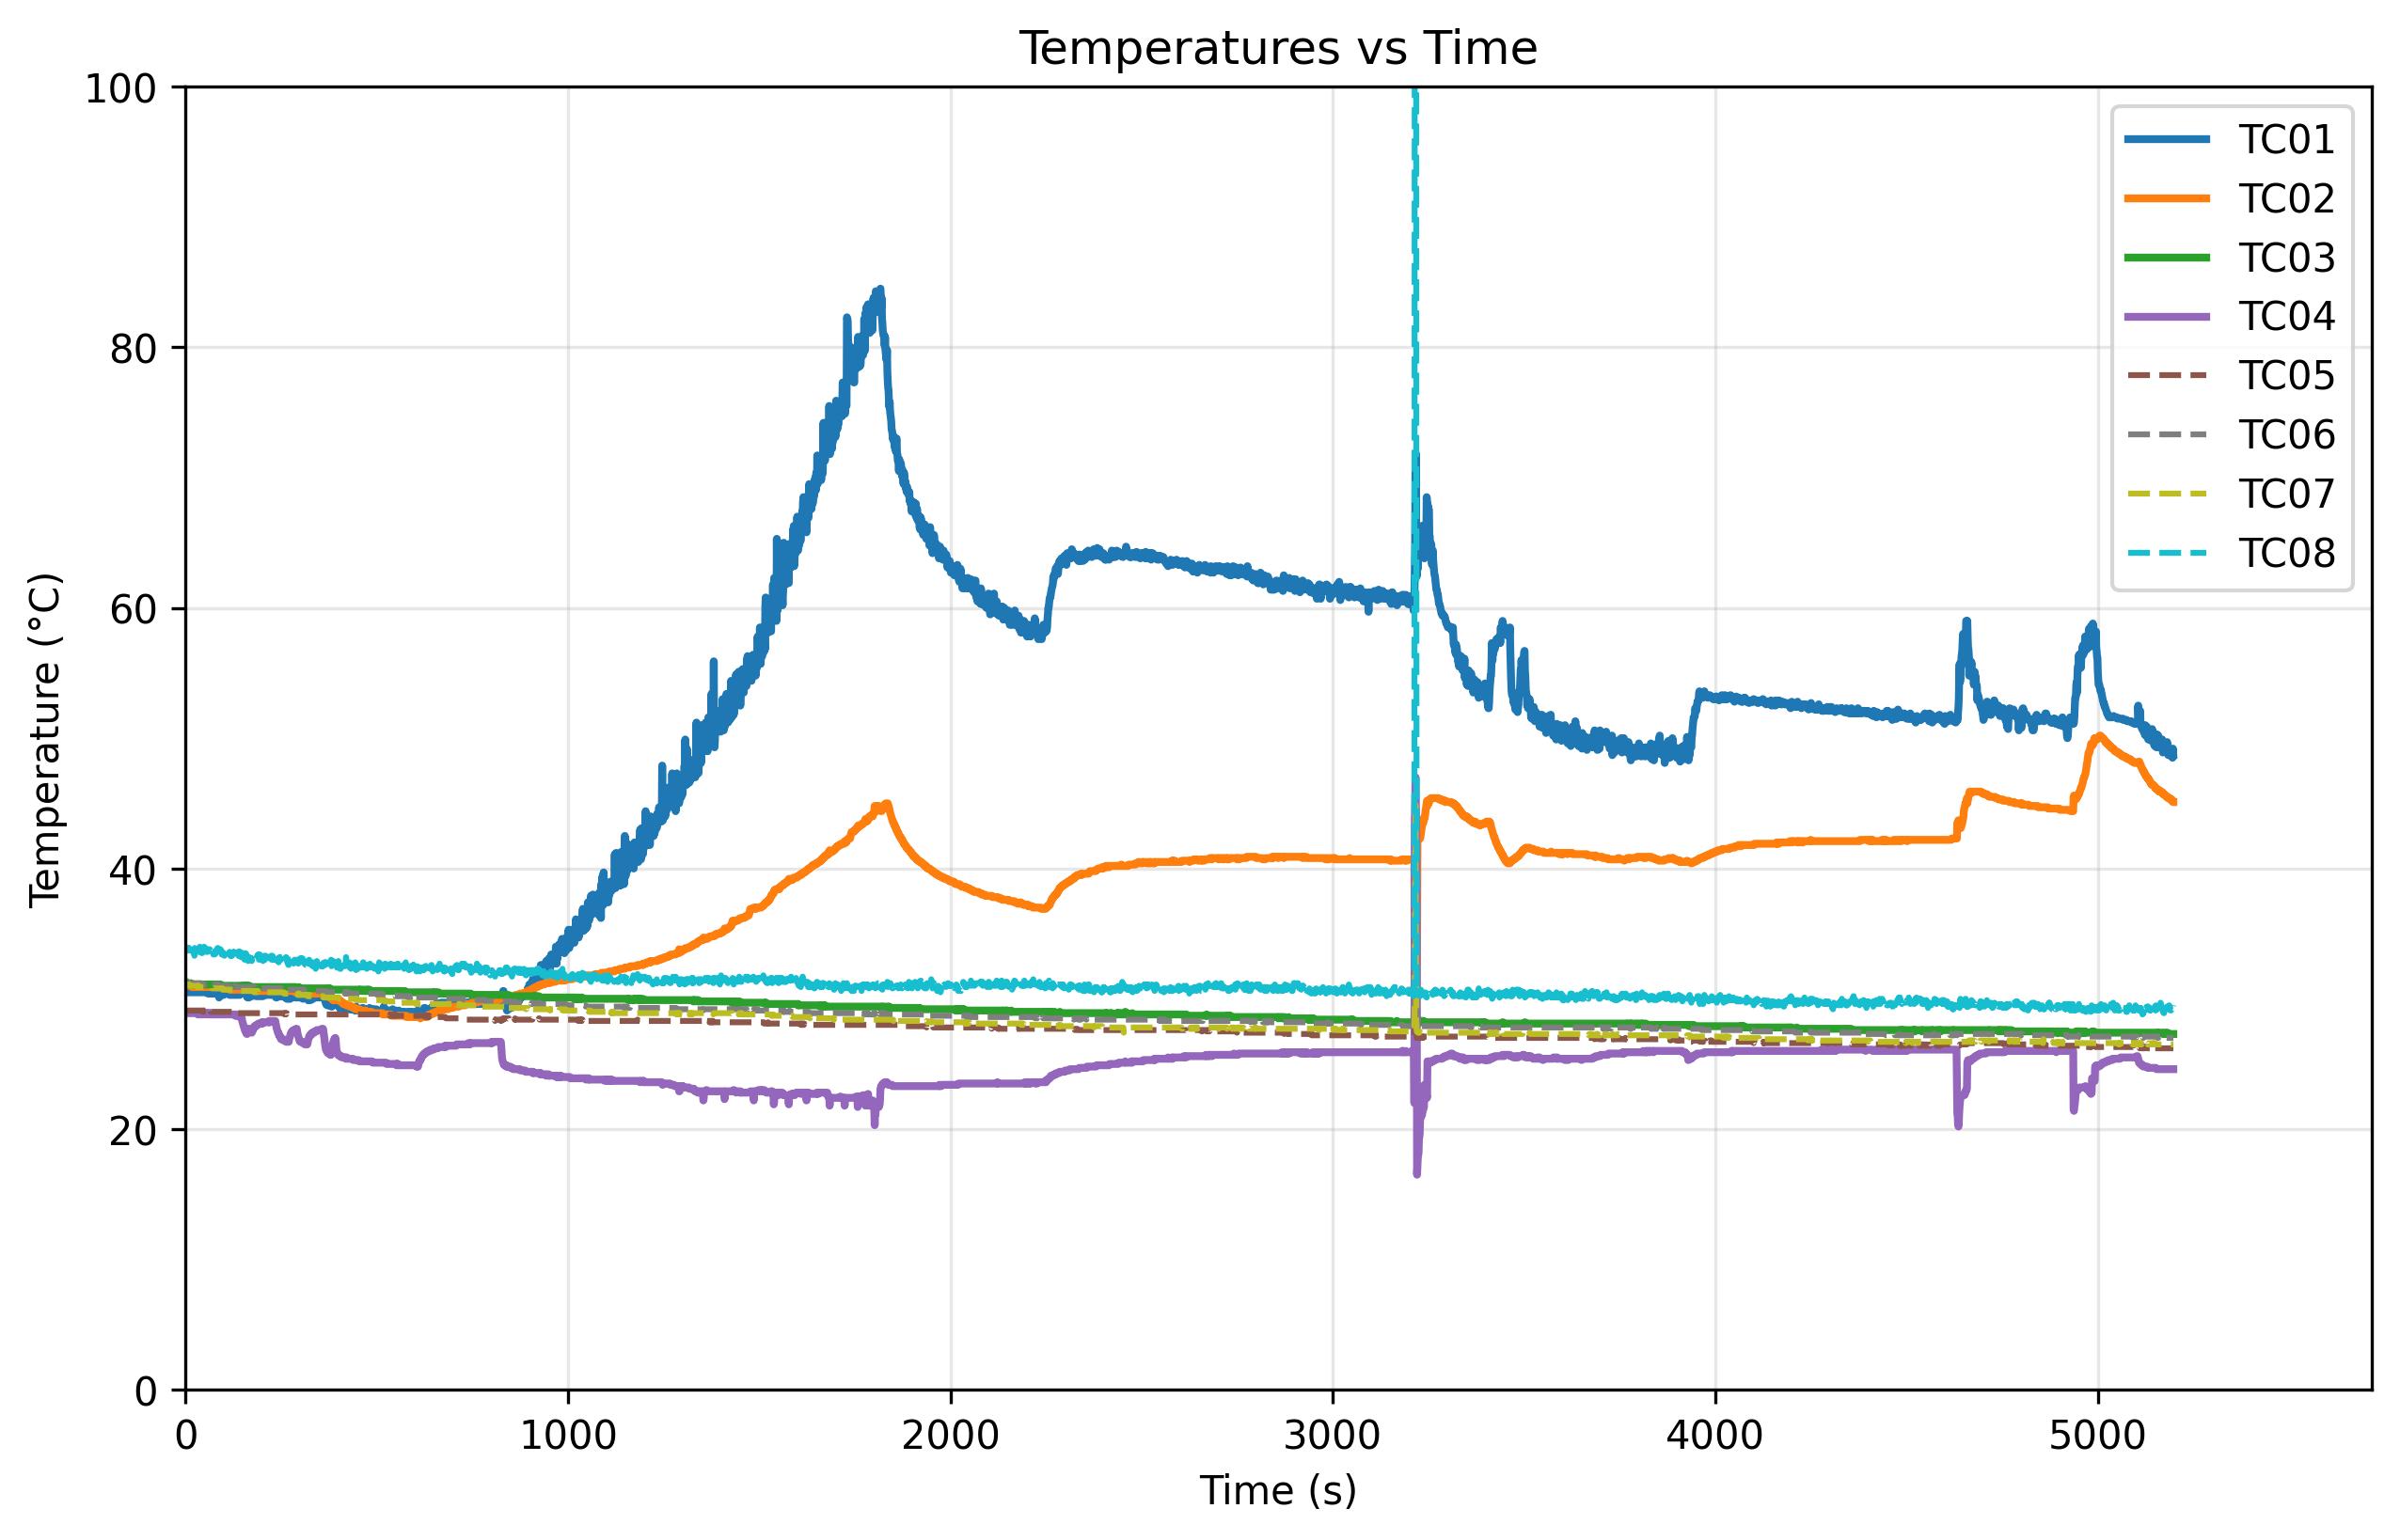 Temperatures vs Time
100
80
60
40
20
0
Temperature (°C)
0 1000 2000 3000 4000 5000
Time (s)
TC01
TC02
TC03
TC04
TC05
TC06
TC07
TC08